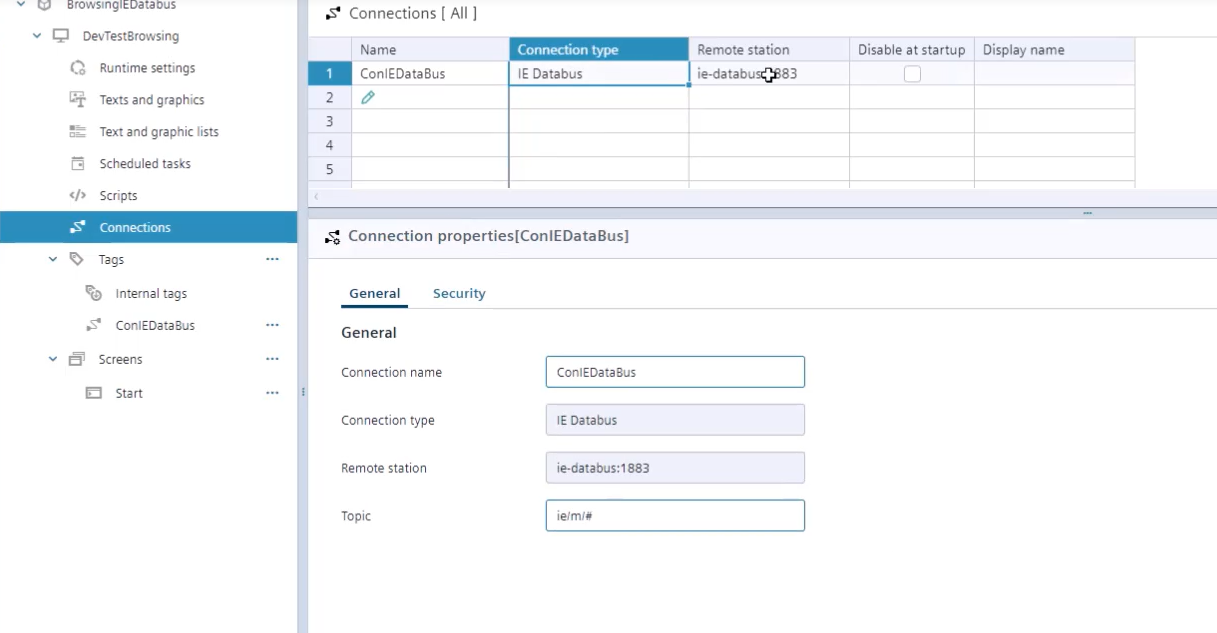 BrowsingIEDatabus
DevTestBrowsing
Runtime settings
Texts and graphics
Text and graphic lists
Scheduled tasks
Scripts
Connections
Tags
Internal tags
ConIEDataBus
Screens
Start
Connections [ All ]
Name Connection type Remote station Disable at startup Display name
1 ConIEDataBus IE Databus ie-databus 883
2
3
4
5
Connection properties[ConIEDataBus]
General Security
General
Connection name ConIEDataBus
Connection type IE Databus
Remote station ie-databus:1883
Topic ie/m/#